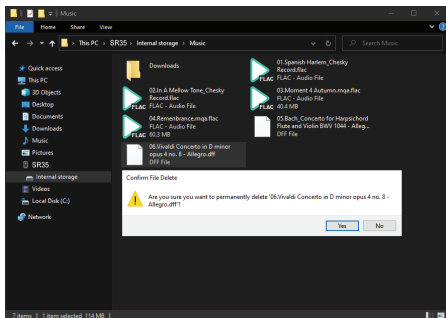 Music
File Home Share View
This PC › SR35 › Internal storage › Music
Search Music
Quick access
This PC
3D Objects
Desktop
Documents
Downloads
Music
Pictures
SR35
Internal storage
Videos
Local Disk (C:)
Network
Downloads
01.Spanish Harlem_Chesky
Record.flac
FLAC - Audio File
FLAC
02.In A Mellow Tone_Chesky
Record.flac
FLAC - Audio File
FLAC
03.Moment 4 Autumn.mqa.flac
FLAC - Audio File
40.4 MB
FLAC
04.Remembrance.mqa.flac
FLAC - Audio File
60.3 MB
FLAC
05.Bach_Concerto for Harpsichord
Flute and Violin BWV 1044 - Alleg...
DFF File
06.Vivaldi Concerto in D minor
opus 4 no. 8 - Allegro.dff
DFF File
Confirm File Delete
Are you sure you want to permanently delete '06.Vivaldi Concerto in D minor opus 4 no. 8 -
Allegro.dff'?
Yes No
7 items 1 item selected 114 MB